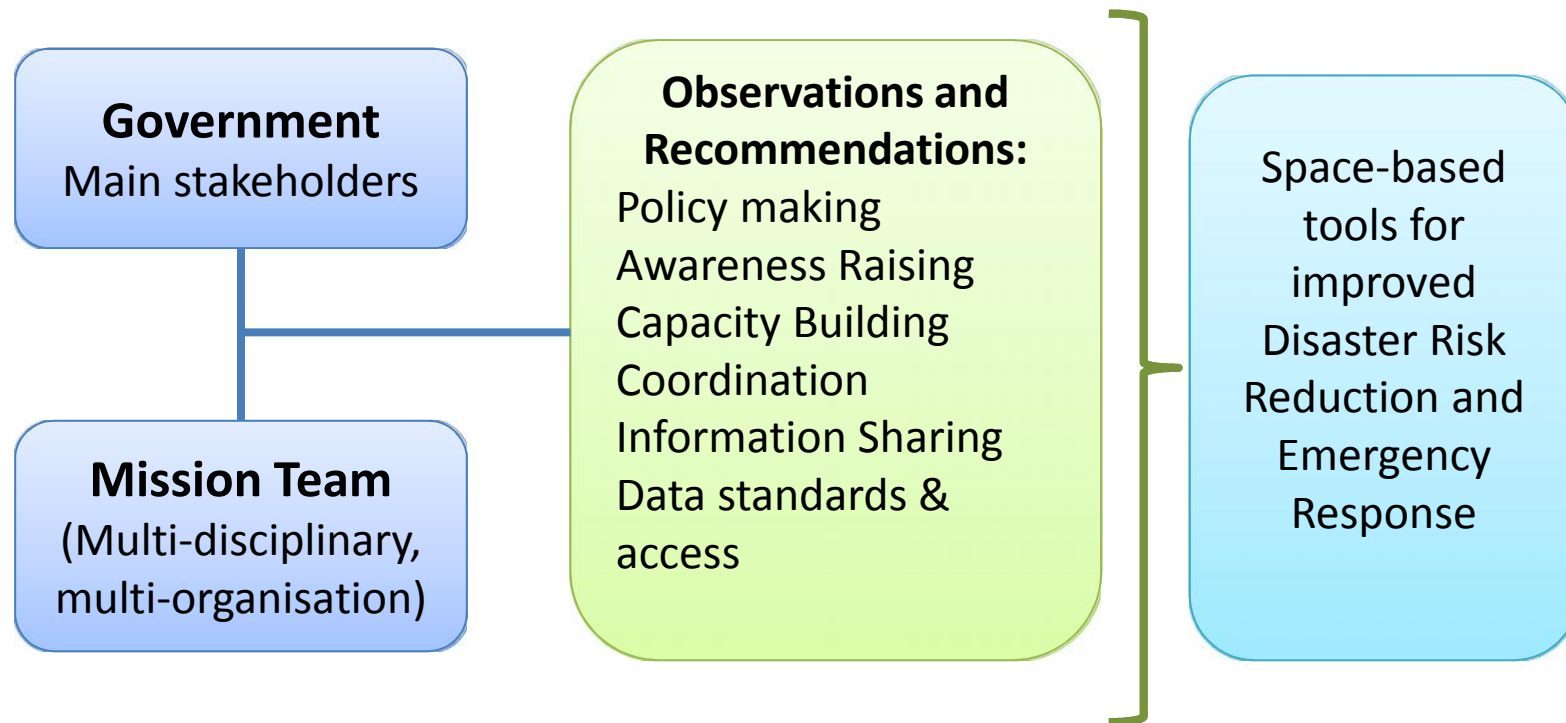 Government
Main stakeholders
Mission Team
(Multi-disciplinary,
multi-organisation)
Observations and
Recommendations:
Policy making
Awareness Raising
Capacity Building
Coordination
Information Sharing
Data standards &
access
Space-based
tools for
improved
Disaster Risk
Reduction and
Emergency
Response